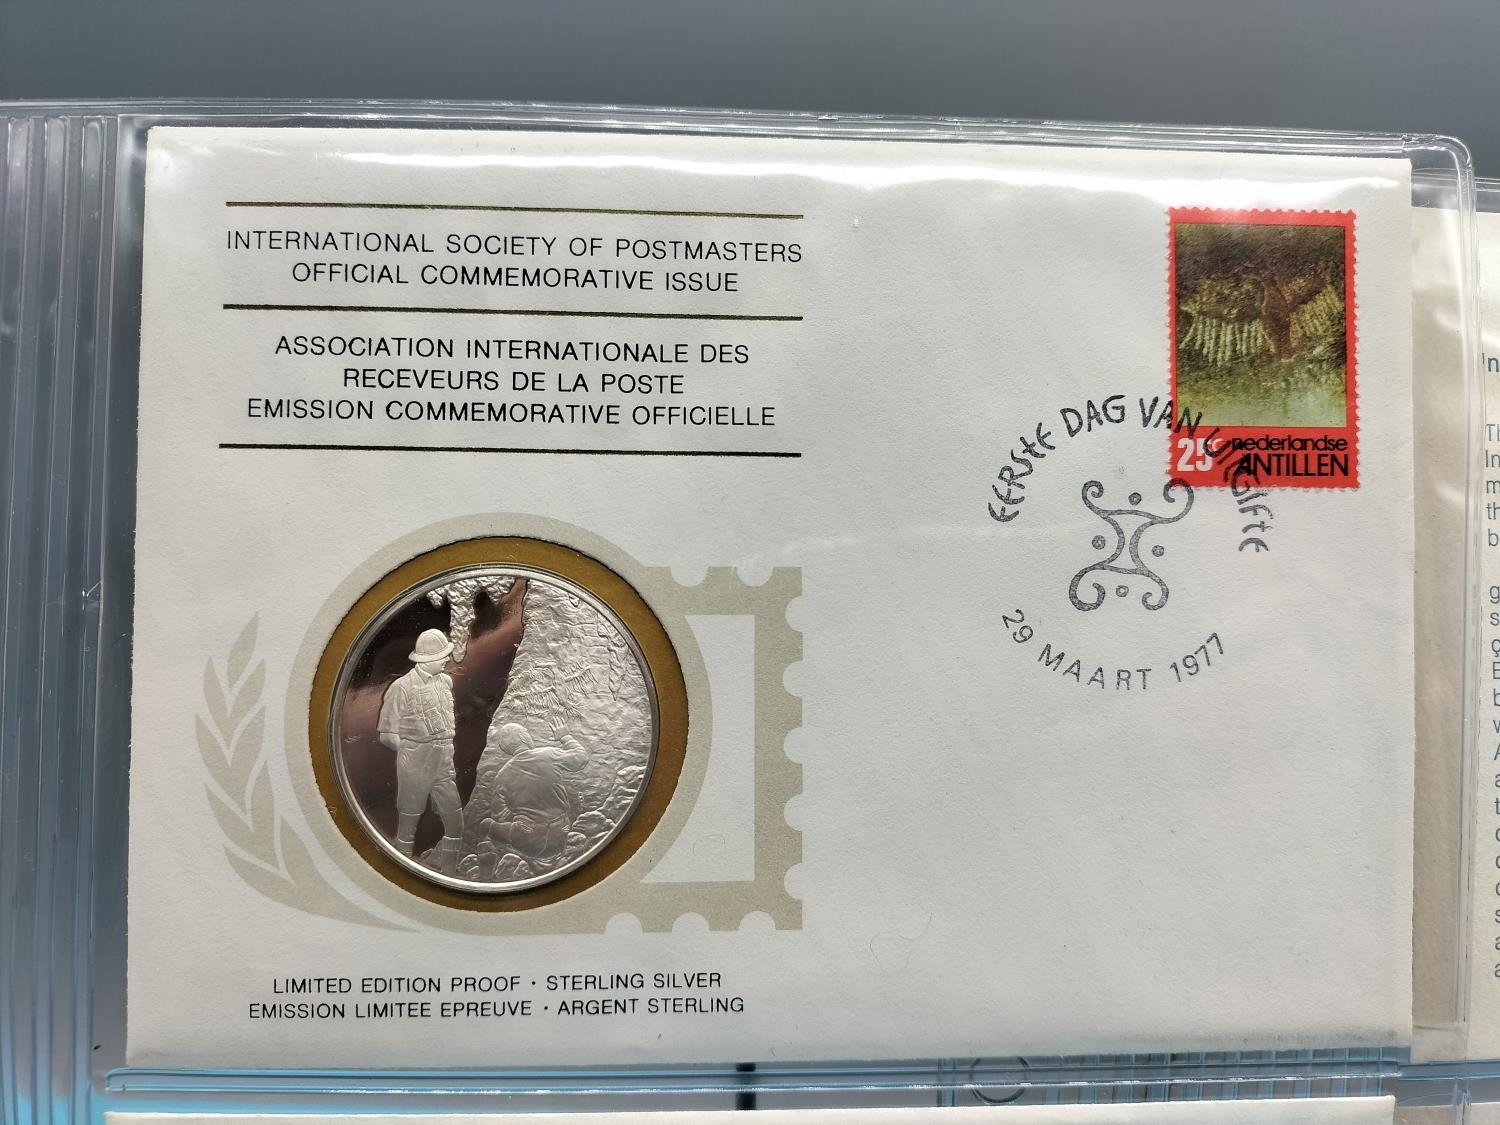 INTERNATIONAL SOCIETY OF POSTMASTERS
OFFICIAL COMMEMORATIVE ISSUE
ASSOCIATION INTERNATIONALE DES
RECEVEURS DE LA POSTE
EMISSION COMMEMORATIVE OFFICIELLE
25c nederlandse
ANTILLEN
EERSTE DAG VAN UITGIFTE
29 MAART 1977
LIMITED EDITION PROOF · STERLING SILVER
EMISSION LIMITEE EPREUVE · ARGENT STERLING